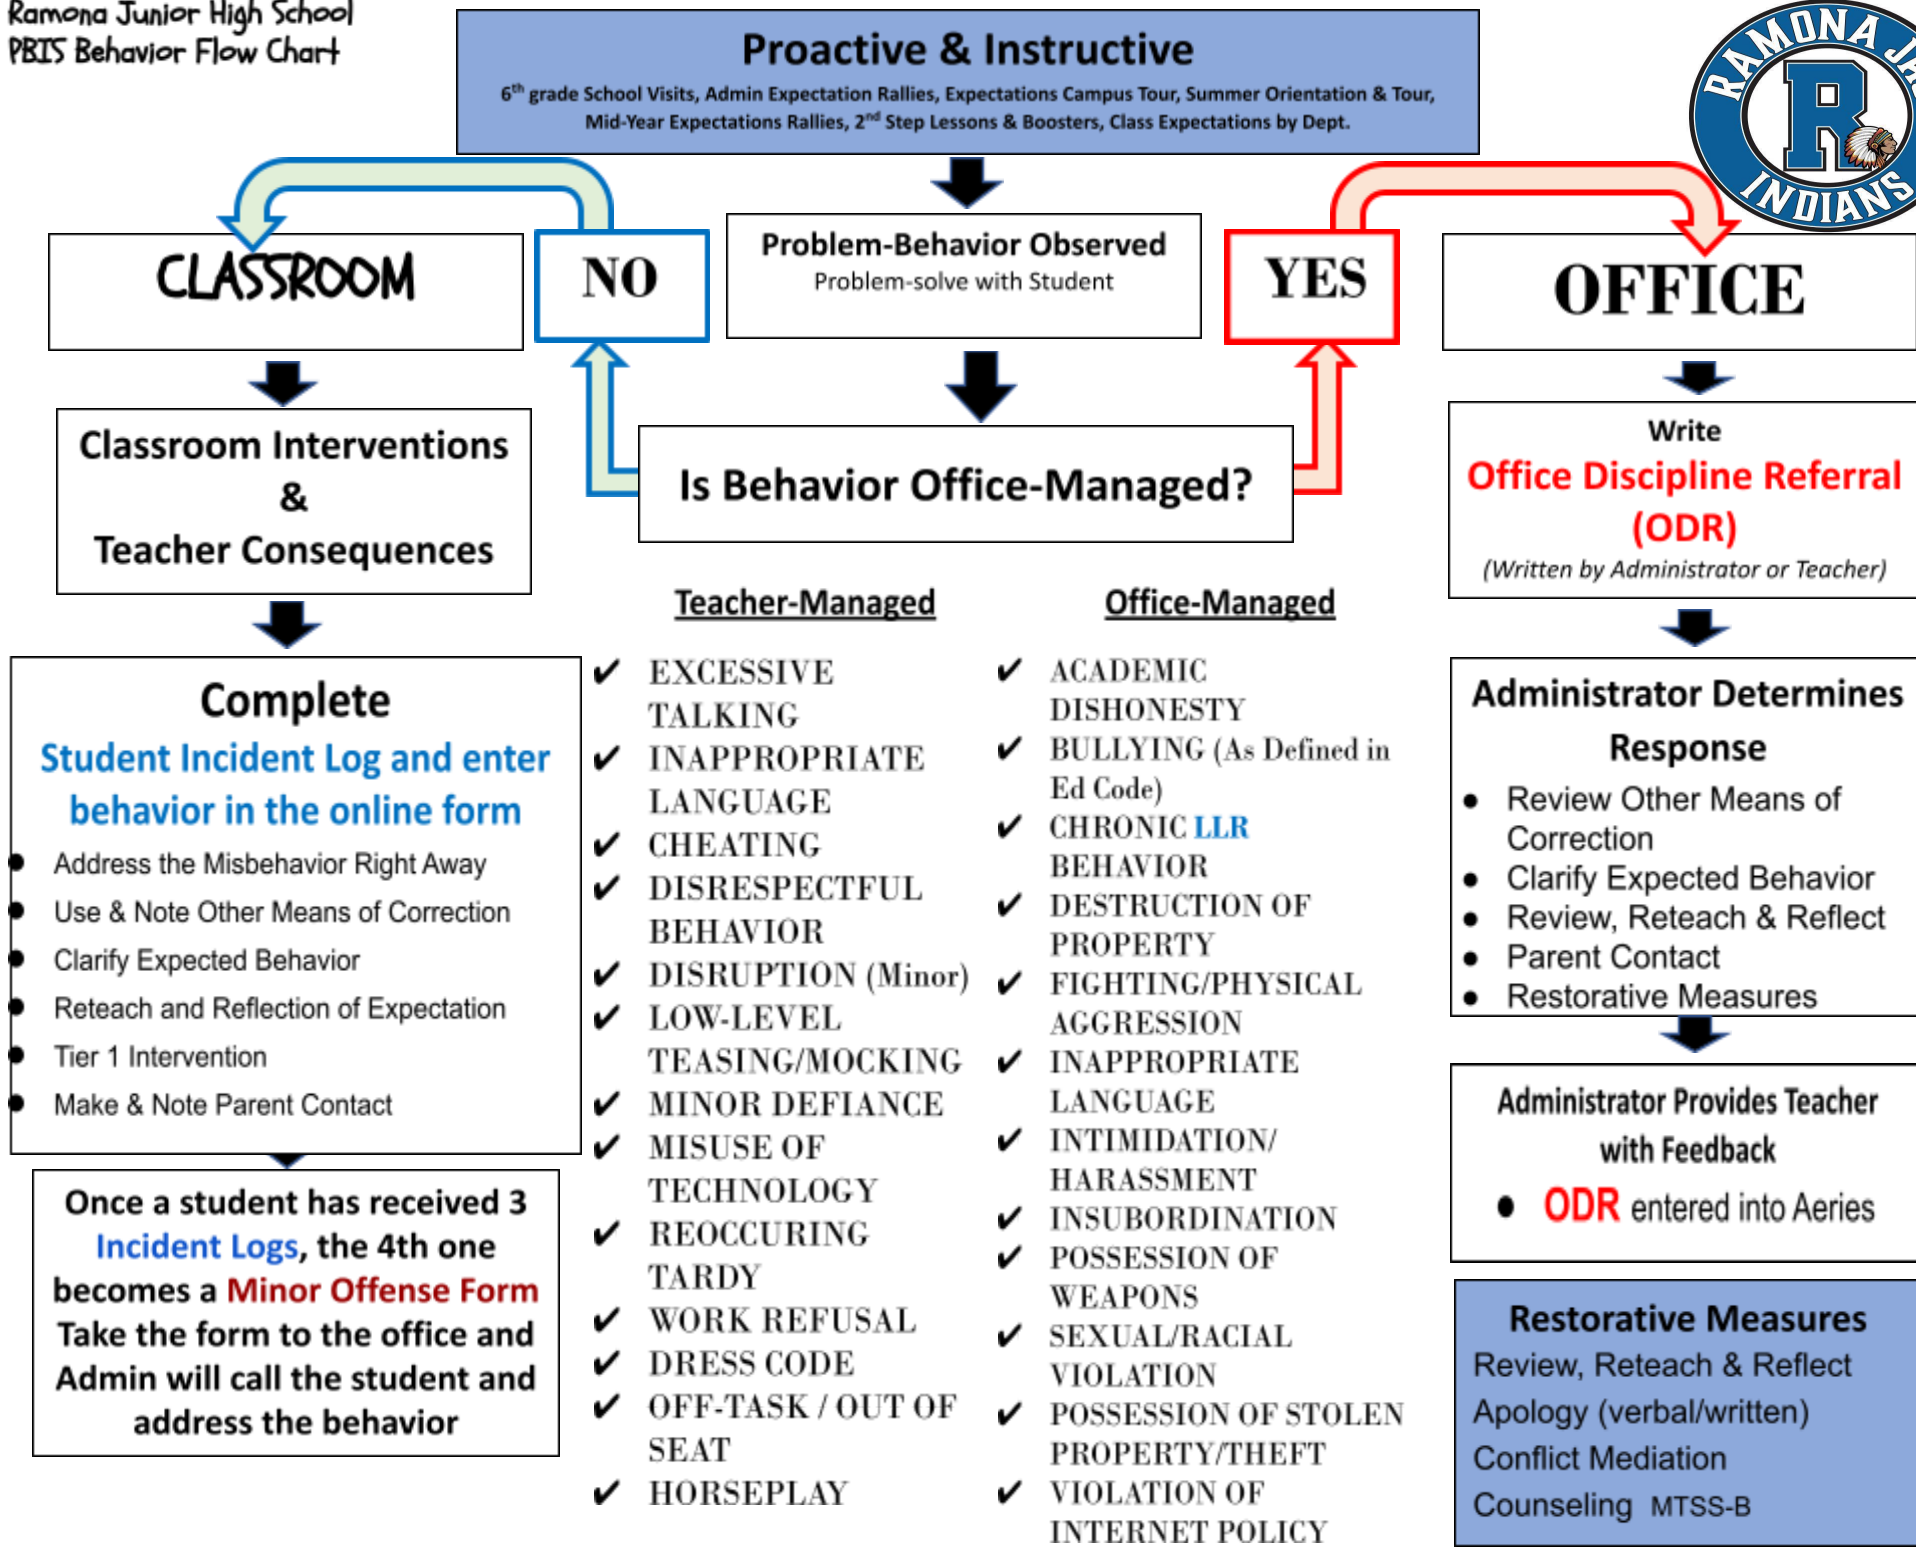 Ramona Junior High School
PBIS Behavior Flow Chart
Proactive & Instructive
6th grade School Visits, Admin Expectation Rallies, Expectations Campus Tour, Summer Orientation & Tour,
Mid-Year Expectations Rallies, 2nd Step Lessons & Boosters, Class Expectations by Dept.
RAMONA
R
INDIANS
CLASSROOM
NO
Problem-Behavior Observed
Problem-solve with Student
YES
OFFICE
Is Behavior Office-Managed?
Classroom Interventions
&
Teacher Consequences
Complete
Student Incident Log and enter
behavior in the online form
● Address the Misbehavior Right Away
● Use & Note Other Means of Correction
● Clarify Expected Behavior
● Reteach and Reflection of Expectation
● Tier 1 Intervention
● Make & Note Parent Contact
Once a student has received 3
Incident Logs, the 4th one
becomes a Minor Offense Form
Take the form to the office and
Admin will call the student and
address the behavior
Teacher-Managed
✔ EXCESSIVE
TALKING
✔ INAPPROPRIATE
LANGUAGE
✔ CHEATING
✔ DISRESPECTFUL
BEHAVIOR
✔ DISRUPTION (Minor)
✔ LOW-LEVEL
TEASING/MOCKING
✔ MINOR DEFIANCE
✔ MISUSE OF
TECHNOLOGY
✔ REOCCURING
TARDY
✔ WORK REFUSAL
✔ DRESS CODE
✔ OFF-TASK / OUT OF
SEAT
✔ HORSEPLAY
Office-Managed
✔ ACADEMIC
DISHONESTY
✔ BULLYING (As Defined in
Ed Code)
✔ CHRONIC LLR
BEHAVIOR
✔ DESTRUCTION OF
PROPERTY
✔ FIGHTING/PHYSICAL
AGGRESSION
✔ INAPPROPRIATE
LANGUAGE
✔ INTIMIDATION/
HARASSMENT
✔ INSUBORDINATION
✔ POSSESSION OF
WEAPONS
✔ SEXUAL/RACIAL
VIOLATION
✔ POSSESSION OF STOLEN
PROPERTY/THEFT
✔ VIOLATION OF
INTERNET POLICY
Write
Office Discipline Referral
(ODR)
(Written by Administrator or Teacher)
Administrator Determines
Response
● Review Other Means of
Correction
● Clarify Expected Behavior
● Review, Reteach & Reflect
● Parent Contact
● Restorative Measures
Administrator Provides Teacher
with Feedback
● ODR entered into Aeries
Restorative Measures
Review, Reteach & Reflect
Apology (verbal/written)
Conflict Mediation
Counseling MTSS-B